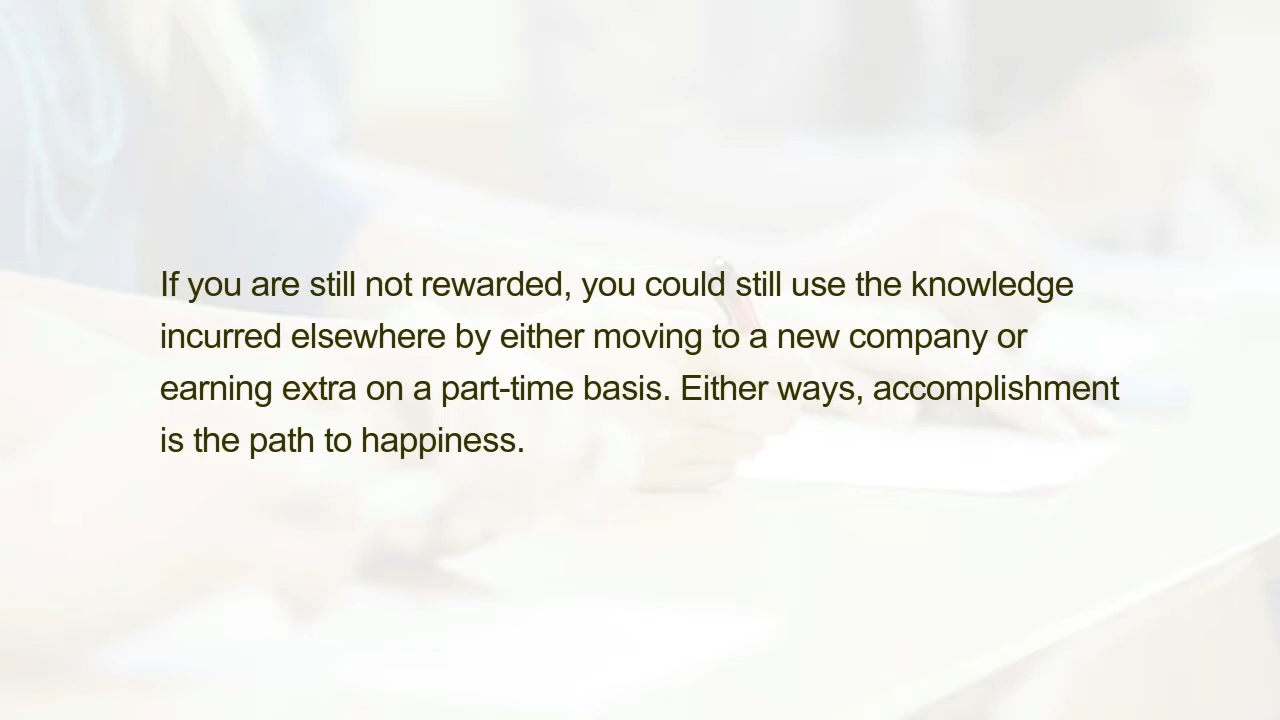 If you are still not rewarded, you could still use the knowledge
incurred elsewhere by either moving to a new company or
earning extra on a part-time basis. Either ways, accomplishment
is the path to happiness.